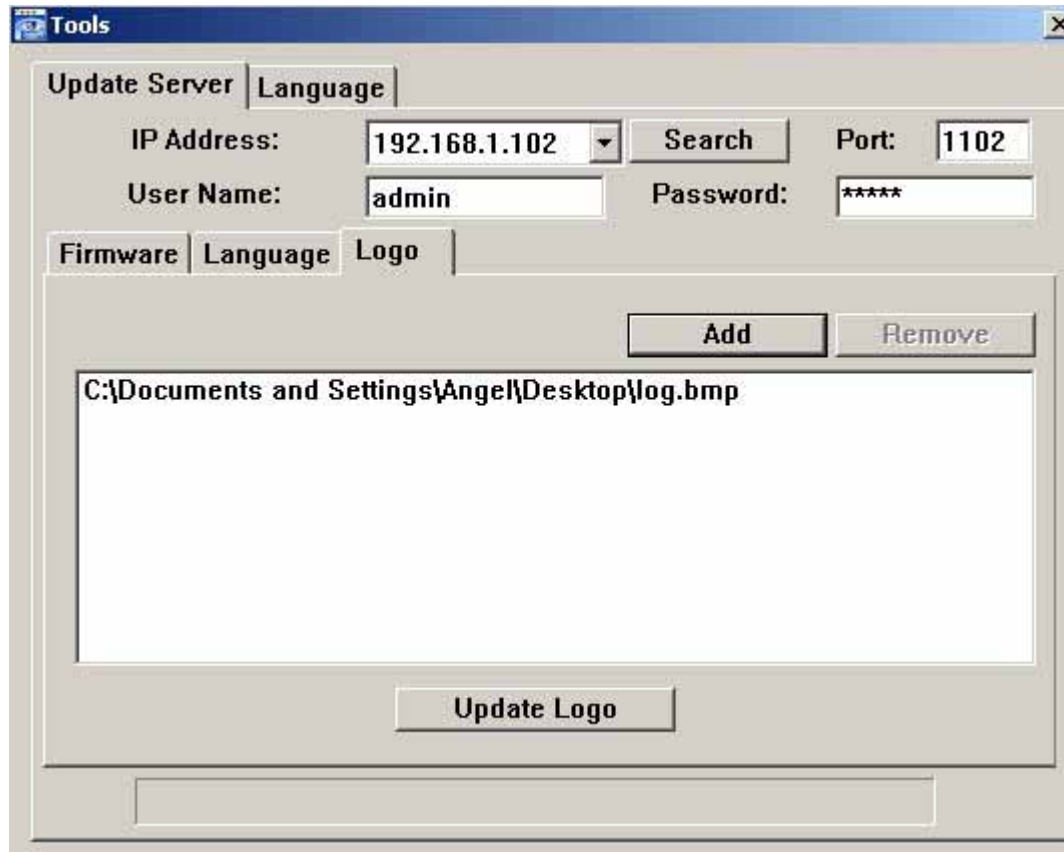 Tools
Update Server Language
IP Address: 192.168.1.102 Search Port: 1102
User Name: admin Password: *****
Firmware Language Logo
Add Remove
C:\Documents and Settings\Angel\Desktop\log.bmp
Update Logo